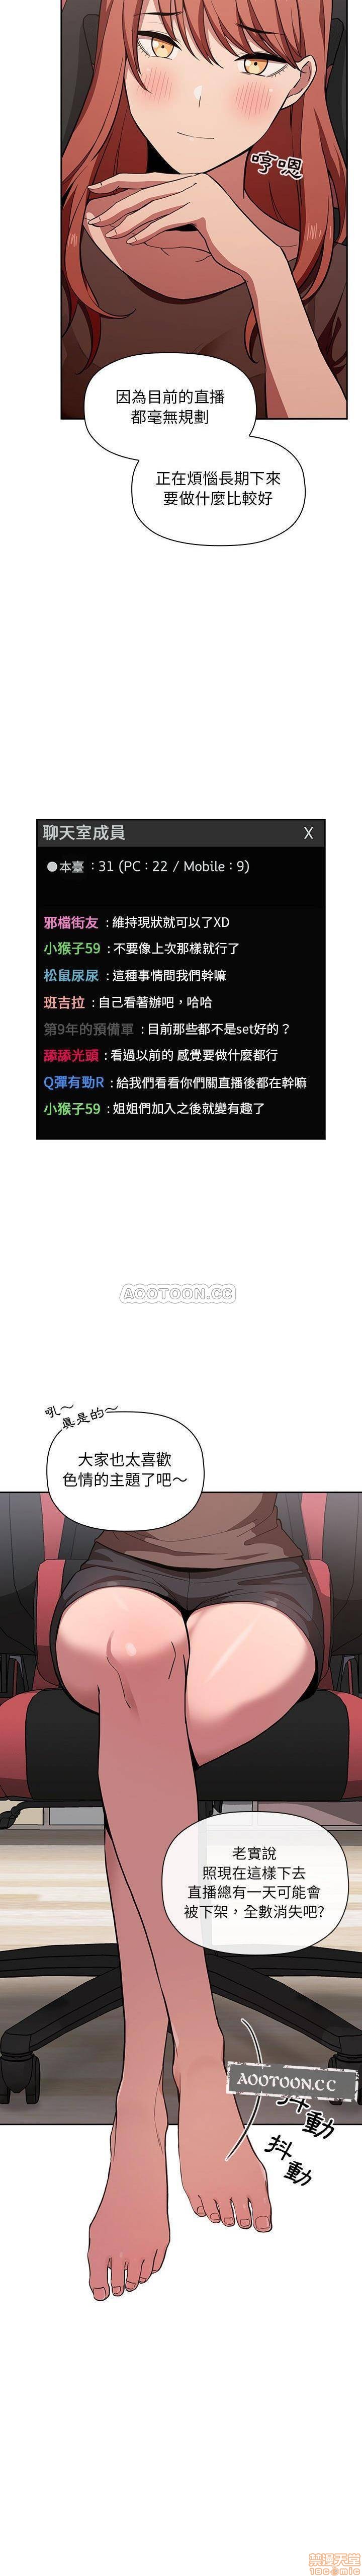 哼嗯
因為目前的直播
都毫無規劃
正在煩惱長期下來
要做什麼比較好
聊天室成員 X
●本臺 : 31 (PC : 22 / Mobile : 9)
邪檔街友 : 維持現狀就可以了XD
小猴子59 : 不要像上次那樣就行了
松鼠尿尿 : 這種事情問我們幹嘛
班吉拉 : 自己看著辦吧，哈哈
第9年的預備軍 : 目前那些都不是set好的？
舔舔光頭 : 看過以前的 感覺要做什麼都行
Q彈有勁R : 給我們看看你們關直播後都在幹嘛
小猴子59 : 姐姐們加入之後就變有趣了
AOOTOON.CC
吼～
真是的～
大家也太喜歡
色情的主題了吧～
老實說
照現在這樣下去
直播總有一天可能會
被下架，全數消失吧?
AOOTOON.CC
動
抖動
禁漫天堂